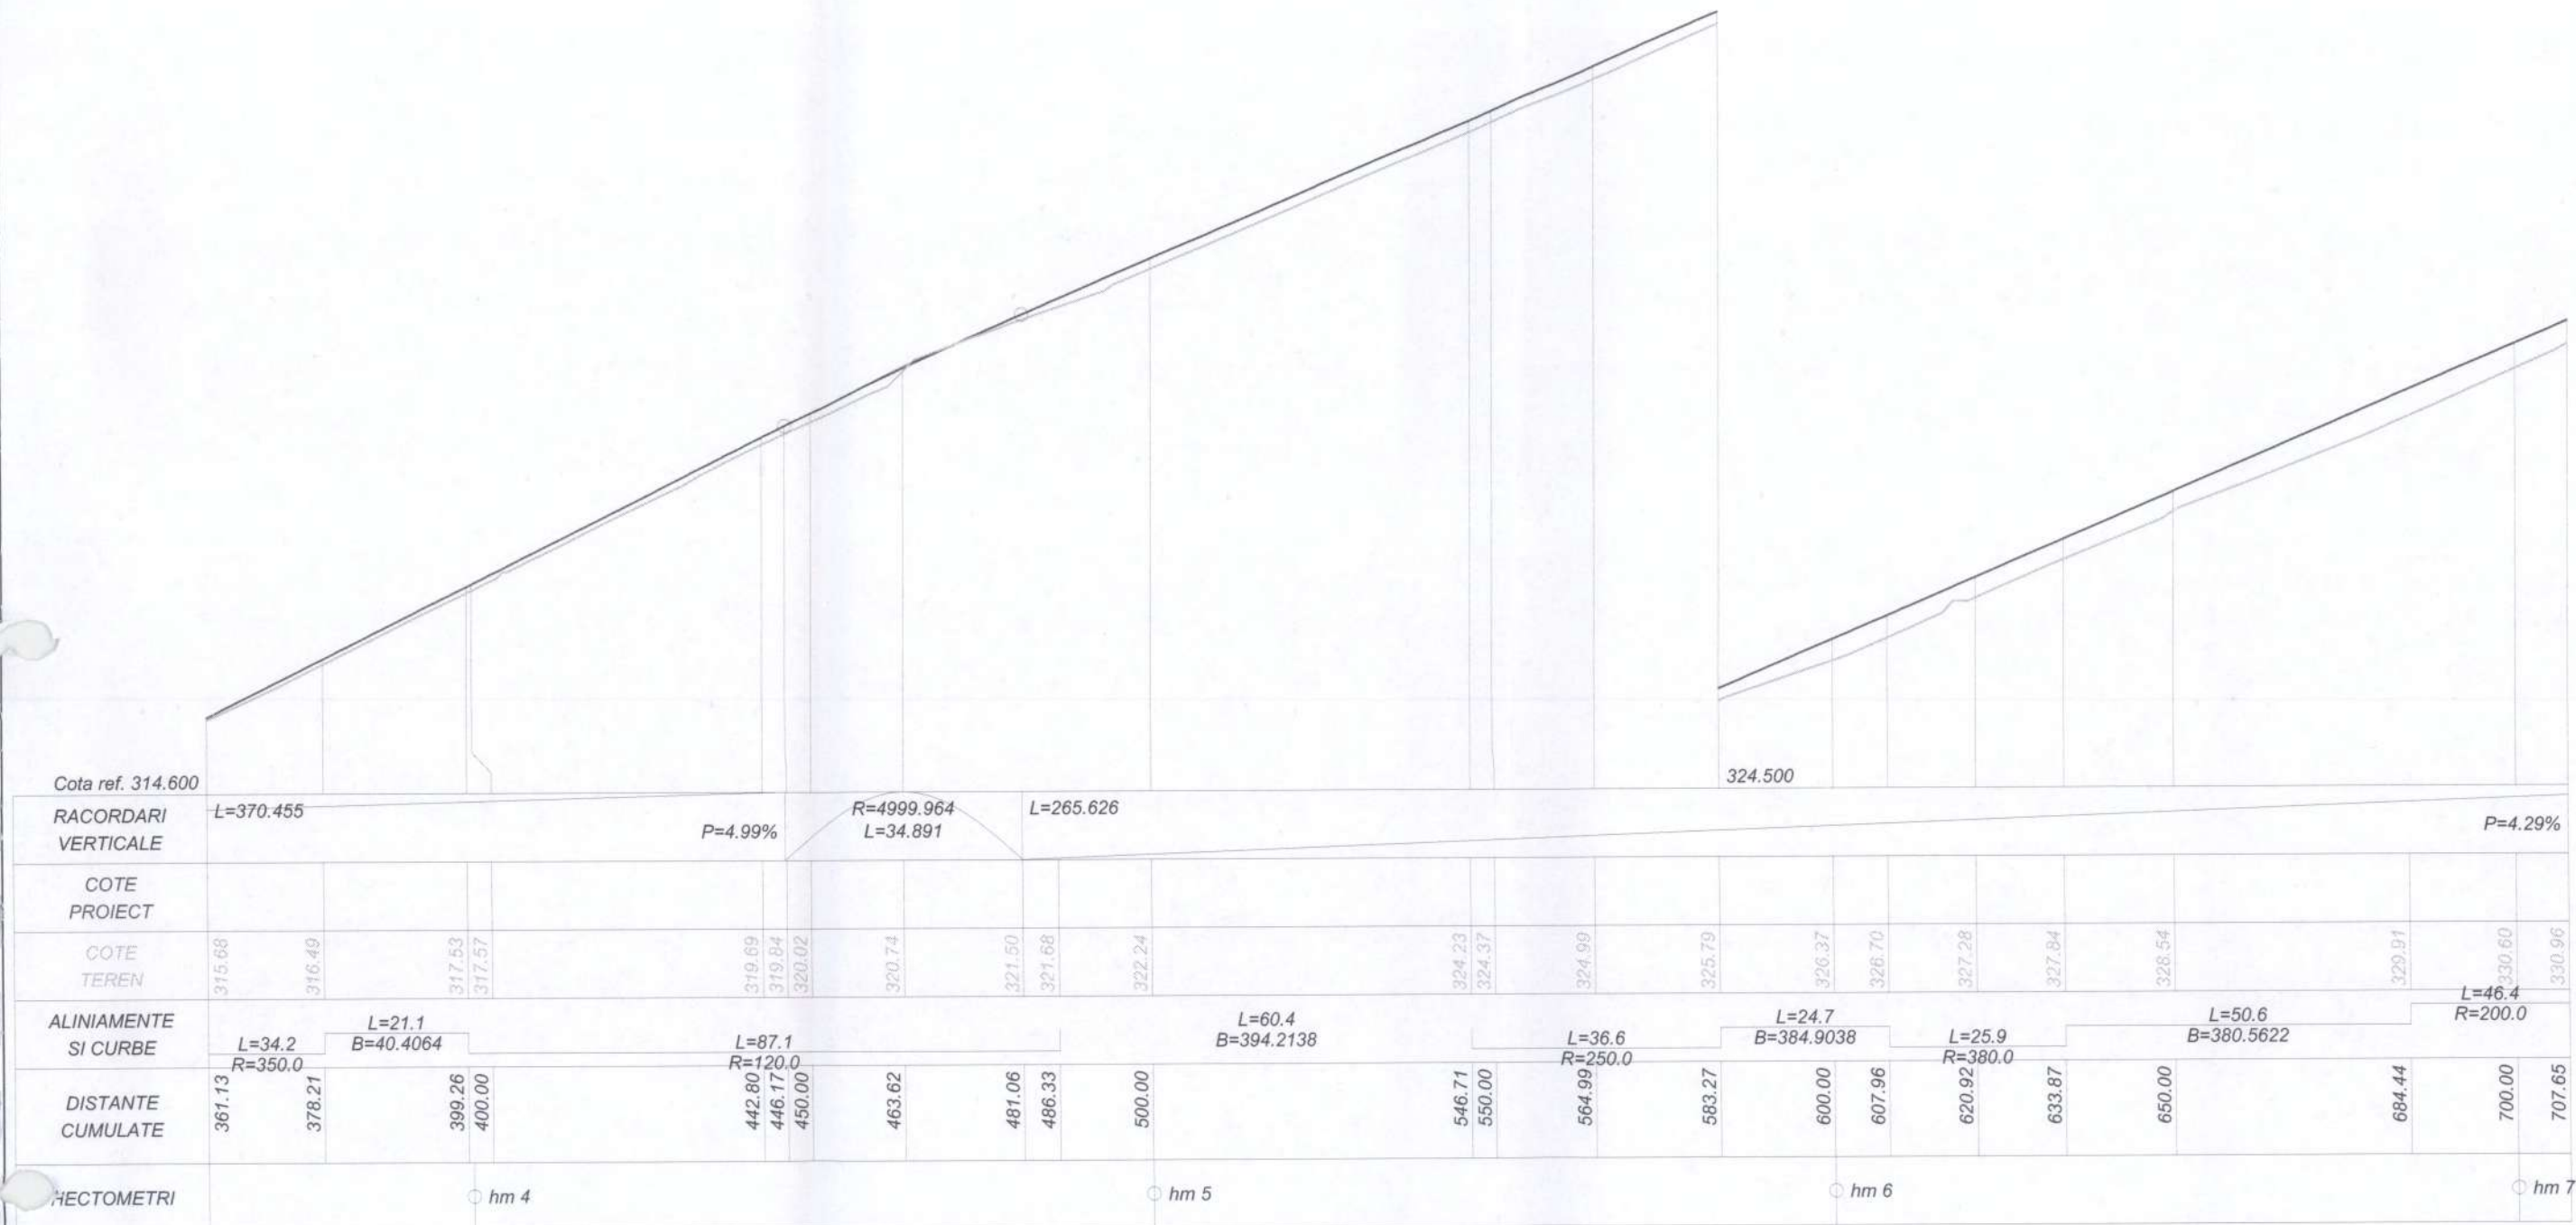 Cota ref. 314.600
324.500
RACORDARI
VERTICALE
L=370.455
P=4.99%
R=4999.964
L=34.891
L=265.626
P=4.29%
COTE
PROIECT
COTE
TEREN
315.68 316.49 317.53 317.57 319.69 319.84 320.02 320.74 321.50 321.68 322.24 324.23 324.37 324.99 325.79 326.37 326.70 327.28 327.84 328.54 329.91 330.60 330.96
ALINIAMENTE
SI CURBE
L=34.2
R=350.0
L=21.1
B=40.4064
L=87.1
R=120.0
L=60.4
B=394.2138
L=36.6
R=250.0
L=24.7
B=384.9038
L=25.9
R=380.0
L=50.6
B=380.5622
L=46.4
R=200.0
DISTANTE
CUMULATE
361.13 378.21 399.26 400.00 442.80 446.17 450.00 463.62 481.06 486.33 500.00 546.71 550.00 564.99 583.27 600.00 607.96 620.92 633.87 650.00 684.44 700.00 707.65
HECTOMETRI
hm 4
hm 5
hm 6
hm 7